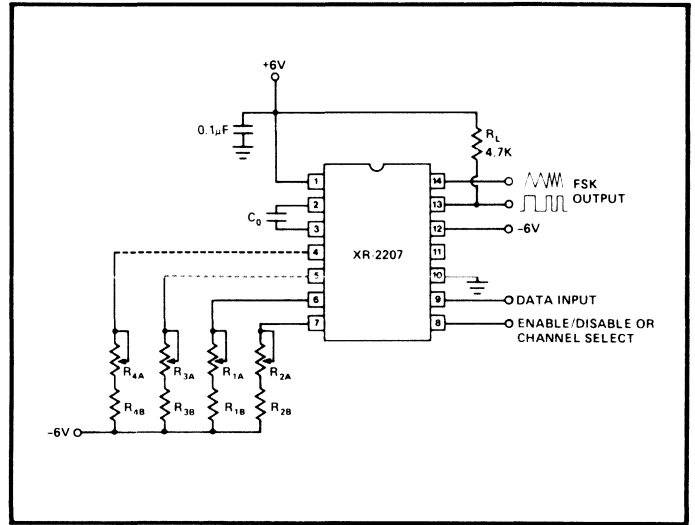 +6V
0.1μF
R_L
4.7K
1
14
FSK
OUTPUT
2
13
C_0
3
12
-6V
XR-2207
4
11
5
10
6
9
DATA INPUT
7
8
ENABLE/DISABLE OR
CHANNEL SELECT
R_4A
R_3A
R_1A
R_2A
R_4B
R_3B
R_1B
R_2B
-6V